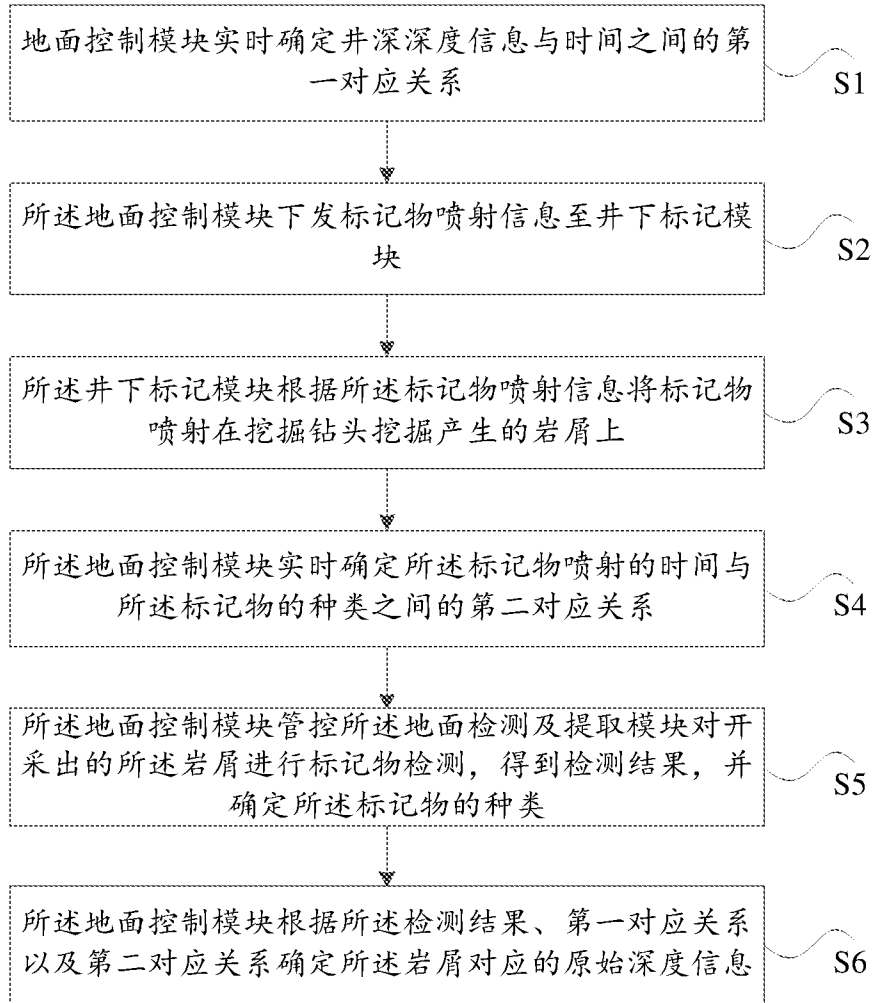 地面控制模块实时确定井深深度信息与时间之间的第
一对应关系
S1
所述地面控制模块下发标记物喷射信息至井下标记模
块
S2
所述井下标记模块根据所述标记物喷射信息将标记物
喷射在挖掘钻头挖掘产生的岩屑上
S3
所述地面控制模块实时确定所述标记物喷射的时间与
所述标记物的种类之间的第二对应关系
S4
所述地面控制模块管控所述地面检测及提取模块对开
采出的所述岩屑进行标记物检测，得到检测结果，并
确定所述标记物的种类
S5
所述地面控制模块根据所述检测结果、第一对应关系
以及第二对应关系确定所述岩屑对应的原始深度信息
S6